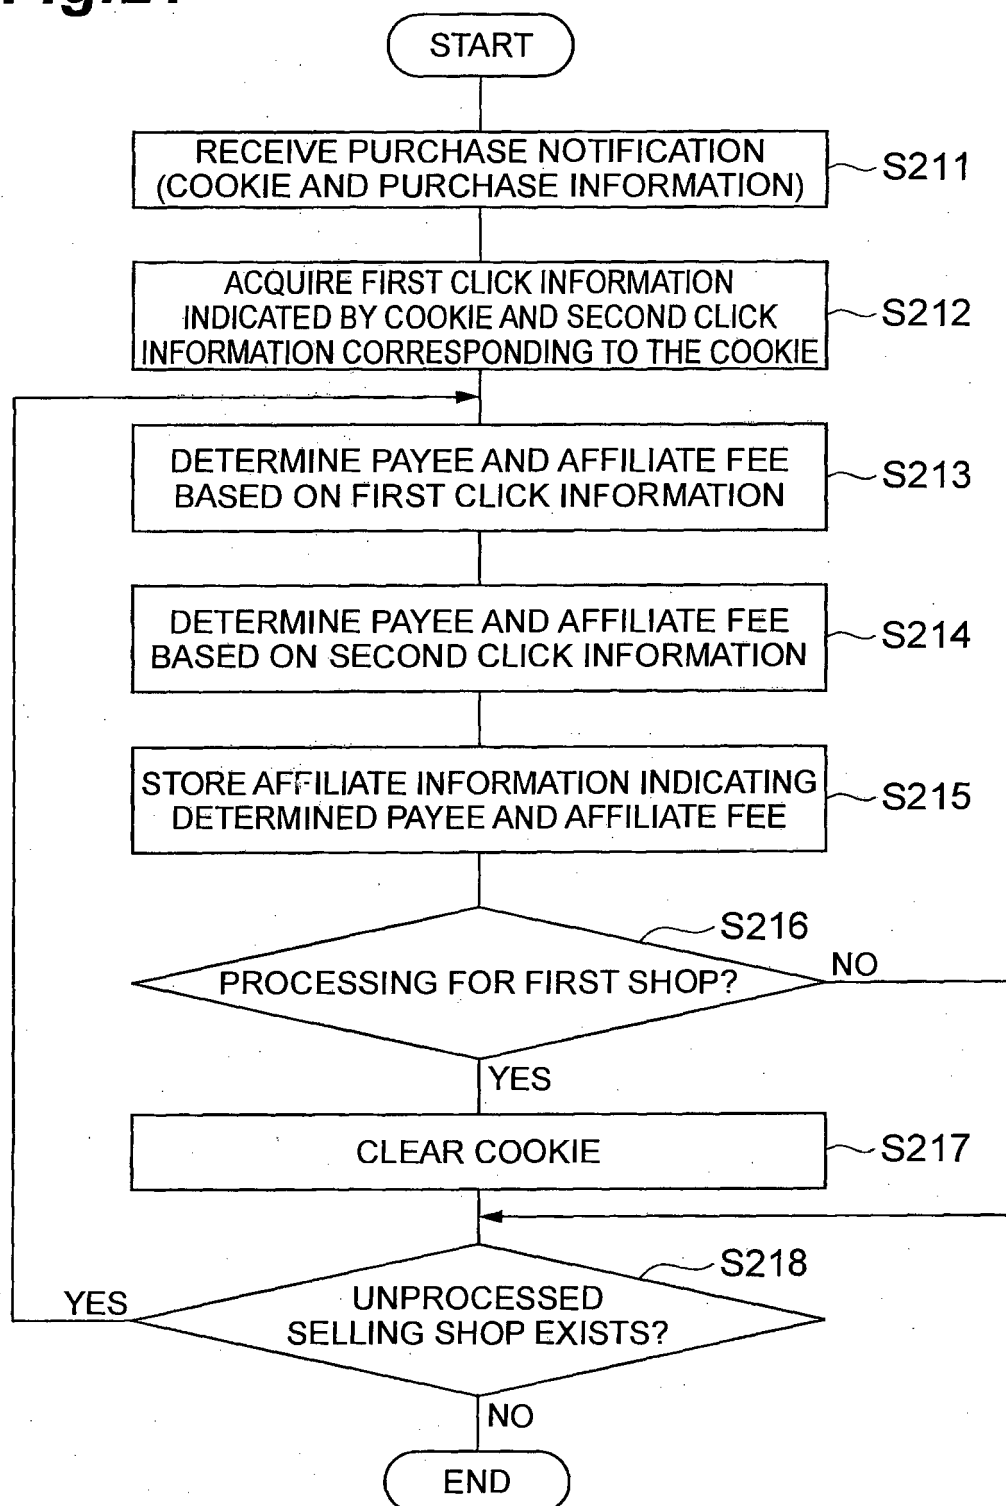 START
RECEIVE PURCHASE NOTIFICATION
(COOKIE AND PURCHASE INFORMATION)
S211
ACQUIRE FIRST CLICK INFORMATION
INDICATED BY COOKIE AND SECOND CLICK
INFORMATION CORRESPONDING TO THE COOKIE
S212
DETERMINE PAYEE AND AFFILIATE FEE
BASED ON FIRST CLICK INFORMATION
S213
DETERMINE PAYEE AND AFFILIATE FEE
BASED ON SECOND CLICK INFORMATION
S214
STORE AFFILIATE INFORMATION INDICATING
DETERMINED PAYEE AND AFFILIATE FEE
S215
S216
PROCESSING FOR FIRST SHOP?
NO
YES
CLEAR COOKIE
S217
S218
YES
UNPROCESSED
SELLING SHOP EXISTS?
NO
END